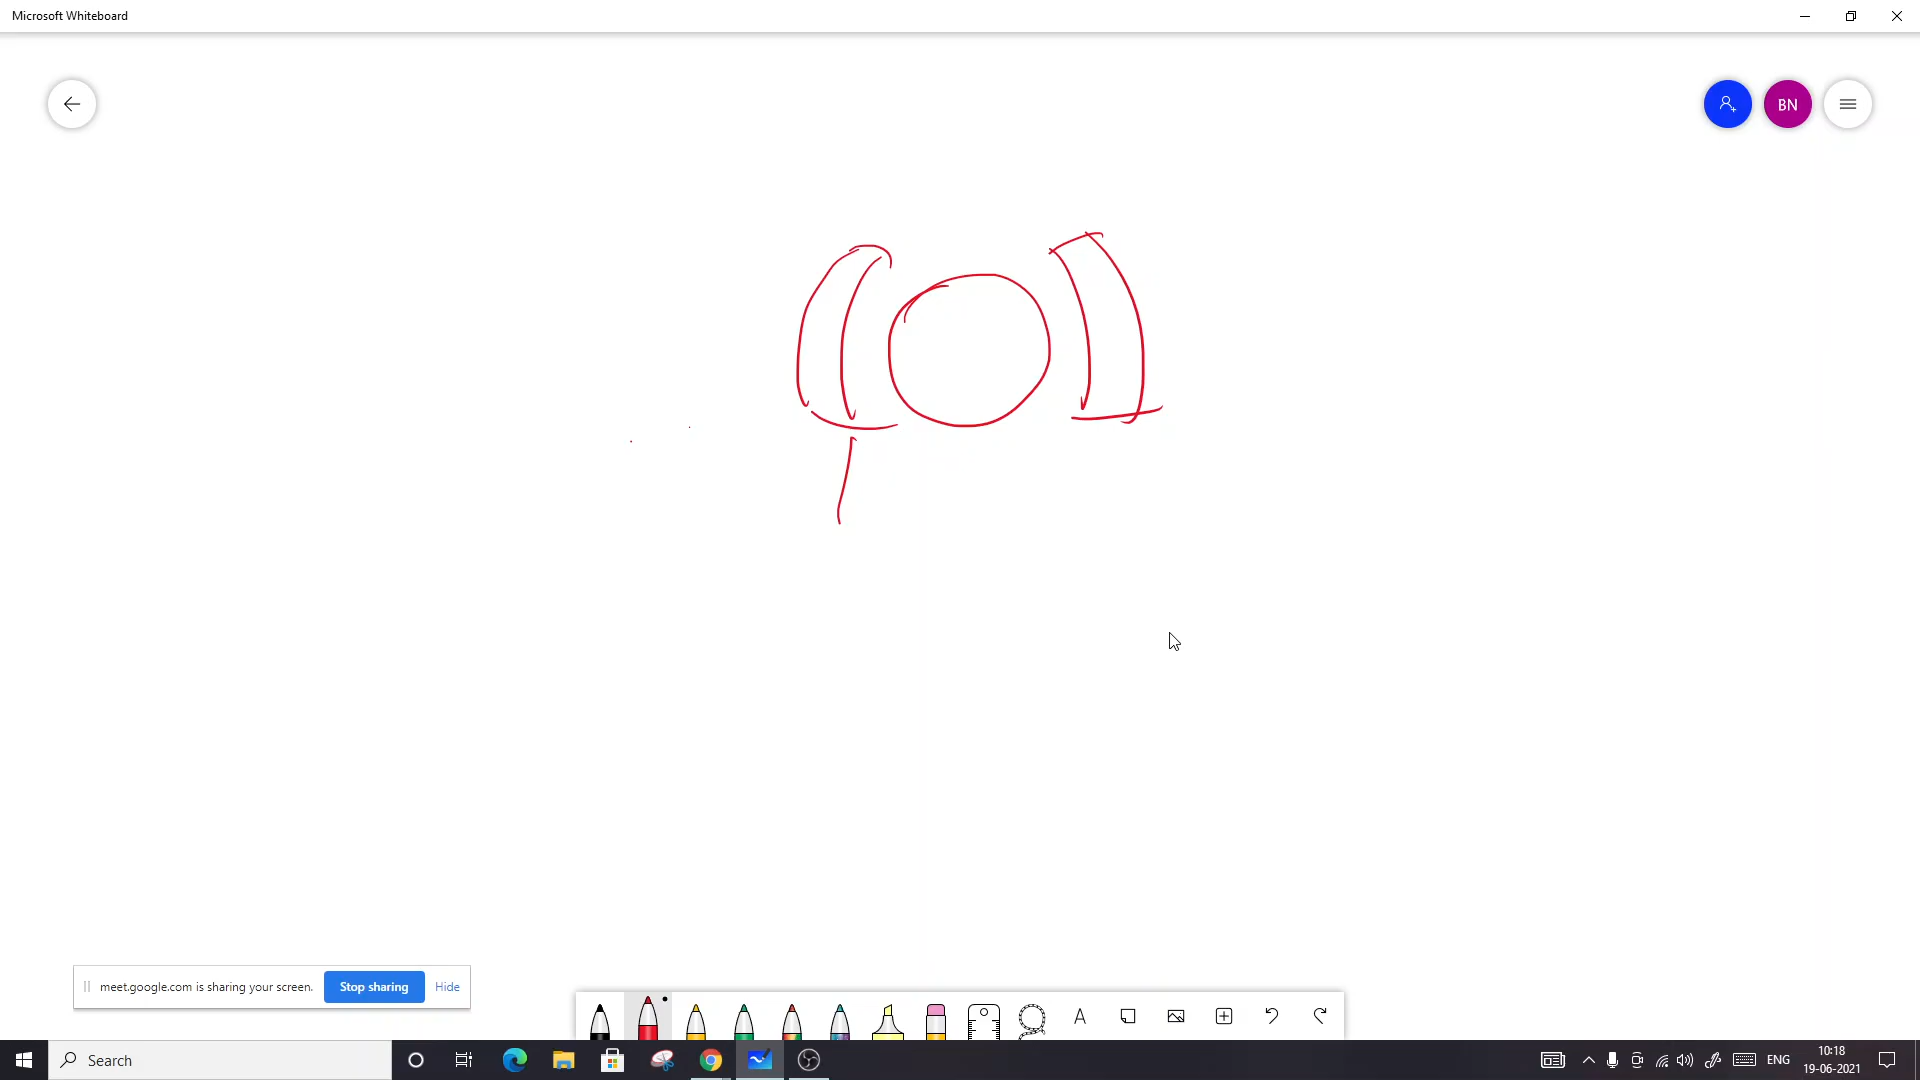 Microsoft Whiteboard
BN
meet.google.com is sharing your screen.
Stop sharing
Hide
A
Search
ENG
10:18
19-06-2021